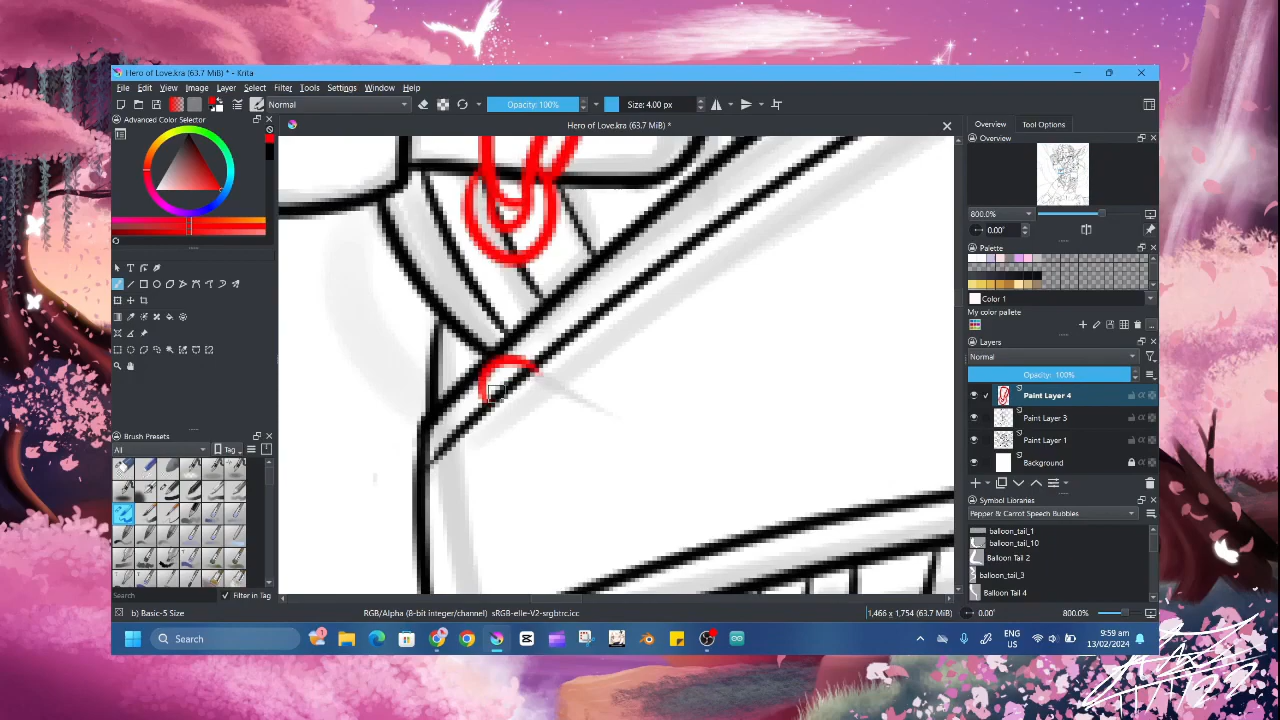 Hero of Love.kra (63.7 MiB) * - Krita
File Edit View Image Layer Select Filter Tools Settings Window Help
Normal Opacity: 100% Size: 4.00 px
Advanced Color Selector
Hero of Love.kra (63.7 MiB) *
Overview Tool Options
Overview
800.0%
0.00°
Palette
Color 1
My color palette
...
Layers
Normal
Opacity: 100%
Paint Layer 4
Paint Layer 3
Paint Layer 1
Background
Symbol Libraries
Pepper & Carrot Speech Bubbles
balloon_tail_1
balloon_tail_10
Balloon Tail 2
balloon_tail_3
Balloon Tail 4
Brush Presets
All Tag
Search Filter in Tag
b) Basic-5 Size RGB/Alpha (8-bit integer/channel) sRGB-elle-V2-srgbtrc.icc 1,466 x 1,754 (63.7 MiB) 0.00° 800.0%
Search
ENG
US
9:59 am
13/02/2024